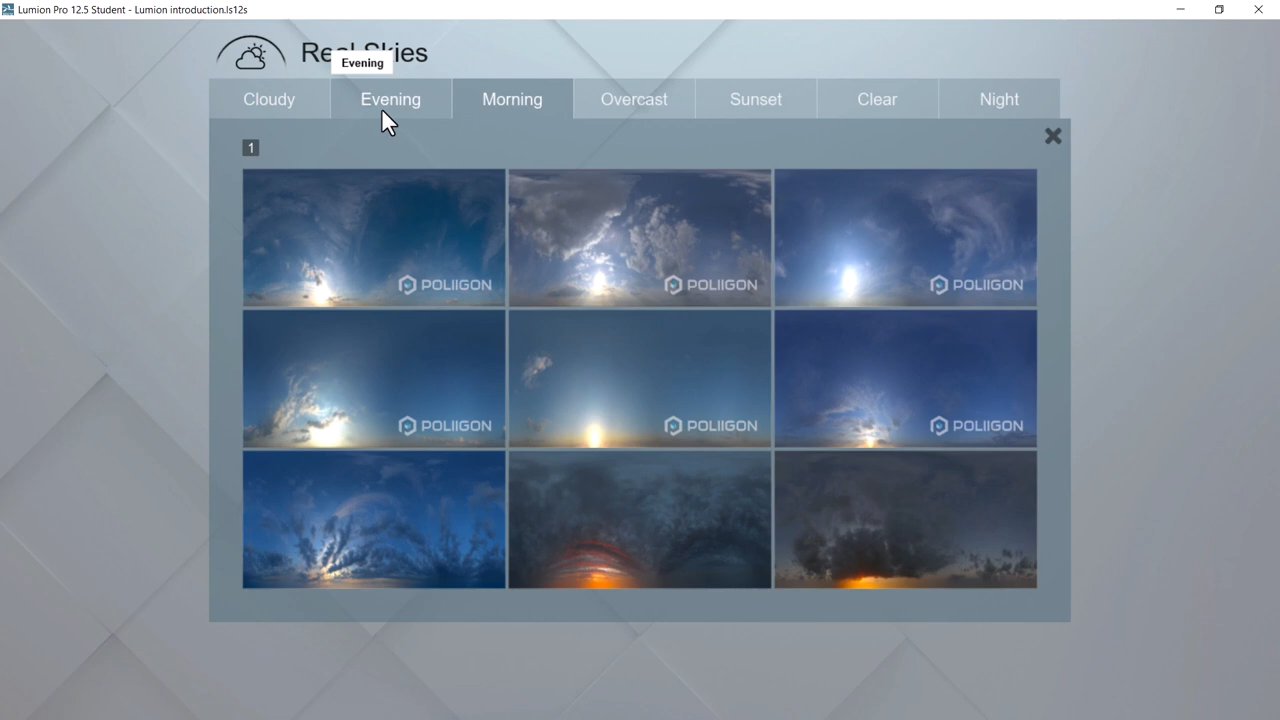 Lumion Pro 12.5 Student - Lumion introduction.ls12s
Real Skies
Evening
Cloudy Evening Morning Overcast Sunset Clear Night
1
POLIIGON POLIIGON POLIIGON
POLIIGON POLIIGON POLIIGON